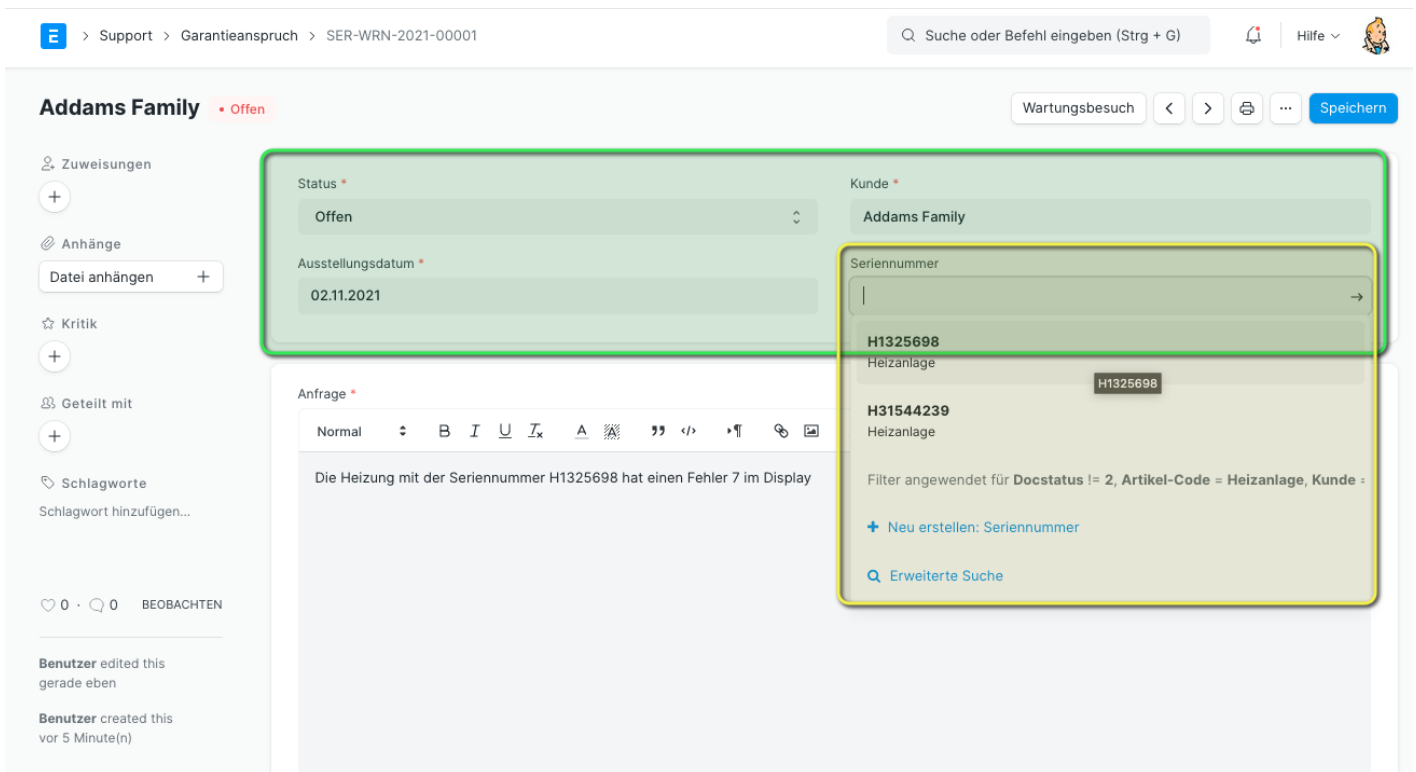 E > Support > Garantieanspruch > SER-WRN-2021-00001
Suche oder Befehl eingeben (Strg + G)
Hilfe
Addams Family • Offen
Wartungsbesuch
Speichern
Zuweisungen
Anhänge
Datei anhängen +
Kritik
Geteilt mit
Schlagworte
Schlagwort hinzufügen...
0 · 0 BEOBACHTEN
Benutzer edited this
gerade eben
Benutzer created this
vor 5 Minute(n)
Status *
Offen
Ausstellungsdatum *
02.11.2021
Kunde *
Addams Family
Seriennummer
H1325698
Heizanlage
H1325698
H31544239
Heizanlage
Filter angewendet für Docstatus != 2, Artikel-Code = Heizanlage, Kunde =
+ Neu erstellen: Seriennummer
Erweiterte Suche
Anfrage *
Normal
Die Heizung mit der Seriennummer H1325698 hat einen Fehler 7 im Display